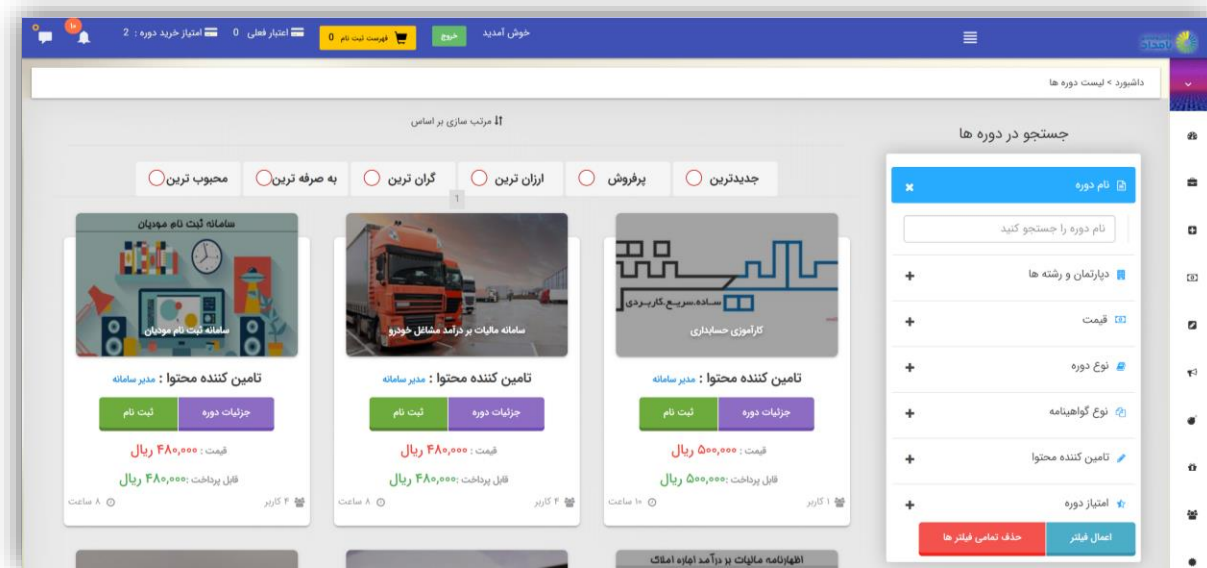 بامداد
خوش آمدید
خروج
فهرست ثبت نام 0
اعتبار فعلی 0
امتیاز خرید دوره : 2
۱۰
۰
داشبورد > لیست دوره ها
جستجو در دوره ها
نام دوره
نام دوره را جستجو کنید
دپارتمان و رشته ها
قیمت
نوع دوره
نوع گواهینامه
تامین کننده محتوا
امتیاز دوره
اعمال فیلتر
حذف تمامی فیلتر ها
مرتب سازی بر اساس
جدیدترین
پرفروش
ارزان ترین
گران ترین
به صرفه ترین
محبوب ترین
1
ساده.سریع.کاربردی
کارآموزی حسابداری
تامین کننده محتوا : مدیر سامانه
جزئیات دوره
ثبت نام
قیمت : ۵۰۰,۰۰۰ ریال
قابل پرداخت :۵۰۰,۰۰۰ ریال
۱ کاربر
۱۰ ساعت
سامانه مالیات بر درآمد مشاغل خودرو
تامین کننده محتوا : مدیر سامانه
جزئیات دوره
ثبت نام
قیمت : ۴۸۰,۰۰۰ ریال
قابل پرداخت :۴۸۰,۰۰۰ ریال
۴ کاربر
۸ ساعت
سامانه ثبت نام مودیان
سامانه ثبت نام مودیان
تامین کننده محتوا : مدیر سامانه
جزئیات دوره
ثبت نام
قیمت : ۴۸۰,۰۰۰ ریال
قابل پرداخت :۴۸۰,۰۰۰ ریال
۴ کاربر
۸ ساعت
اظهارنامه مالیات بر درآمد اجاره املاک